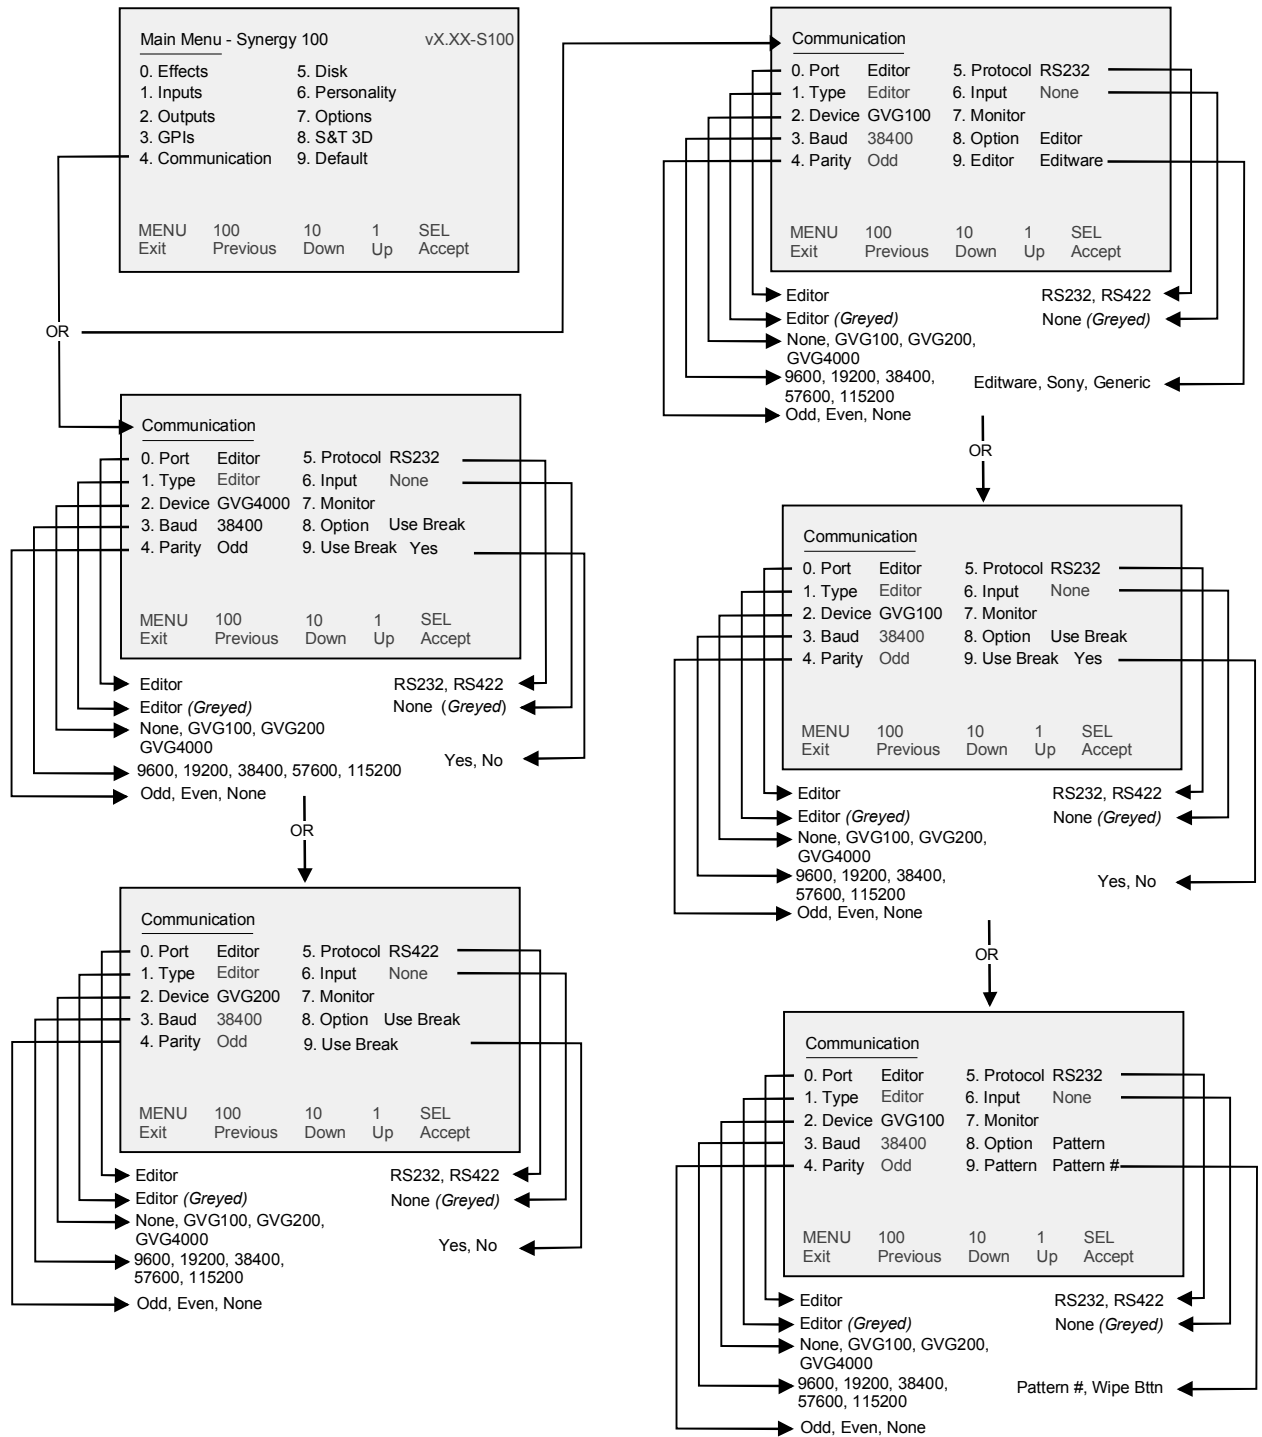 Main Menu - Synergy 100 vX.XX-S100
0. Effects 5. Disk
1. Inputs 6. Personality
2. Outputs 7. Options
3. GPIs 8. S&T 3D
4. Communication 9. Default
MENU 100 10 1 SEL
Exit Previous Down Up Accept
OR
Communication
0. Port Editor 5. Protocol RS232
1. Type Editor 6. Input None
2. Device GVG4000 7. Monitor
3. Baud 38400 8. Option Use Break
4. Parity Odd 9. Use Break Yes
MENU 100 10 1 SEL
Exit Previous Down Up Accept
Editor RS232, RS422
Editor (Greyed) None (Greyed)
None, GVG100, GVG200
GVG4000
Yes, No
9600, 19200, 38400, 57600, 115200
Odd, Even, None
OR
Communication
0. Port Editor 5. Protocol RS422
1. Type Editor 6. Input None
2. Device GVG200 7. Monitor
3. Baud 38400 8. Option Use Break
4. Parity Odd 9. Use Break
MENU 100 10 1 SEL
Exit Previous Down Up Accept
Editor RS232, RS422
Editor (Greyed) None (Greyed)
None, GVG100, GVG200,
GVG4000
Yes, No
9600, 19200, 38400,
57600, 115200
Odd, Even, None
Communication
0. Port Editor 5. Protocol RS232
1. Type Editor 6. Input None
2. Device GVG100 7. Monitor
3. Baud 38400 8. Option Editor
4. Parity Odd 9. Editor Editware
MENU 100 10 1 SEL
Exit Previous Down Up Accept
Editor RS232, RS422
Editor (Greyed) None (Greyed)
None, GVG100, GVG200,
GVG4000
9600, 19200, 38400,
57600, 115200
Editware, Sony, Generic
Odd, Even, None
OR
Communication
0. Port Editor 5. Protocol RS232
1. Type Editor 6. Input None
2. Device GVG100 7. Monitor
3. Baud 38400 8. Option Use Break
4. Parity Odd 9. Use Break Yes
MENU 100 10 1 SEL
Exit Previous Down Up Accept
Editor RS232, RS422
Editor (Greyed) None (Greyed)
None, GVG100, GVG200,
GVG4000
9600, 19200, 38400,
57600, 115200
Yes, No
Odd, Even, None
OR
Communication
0. Port Editor 5. Protocol RS232
1. Type Editor 6. Input None
2. Device GVG100 7. Monitor
3. Baud 38400 8. Option Pattern
4. Parity Odd 9. Pattern Pattern #
MENU 100 10 1 SEL
Exit Previous Down Up Accept
Editor RS232, RS422
Editor (Greyed) None (Greyed)
None, GVG100, GVG200,
GVG4000
9600, 19200, 38400,
57600, 115200
Pattern #, Wipe Bttn
Odd, Even, None